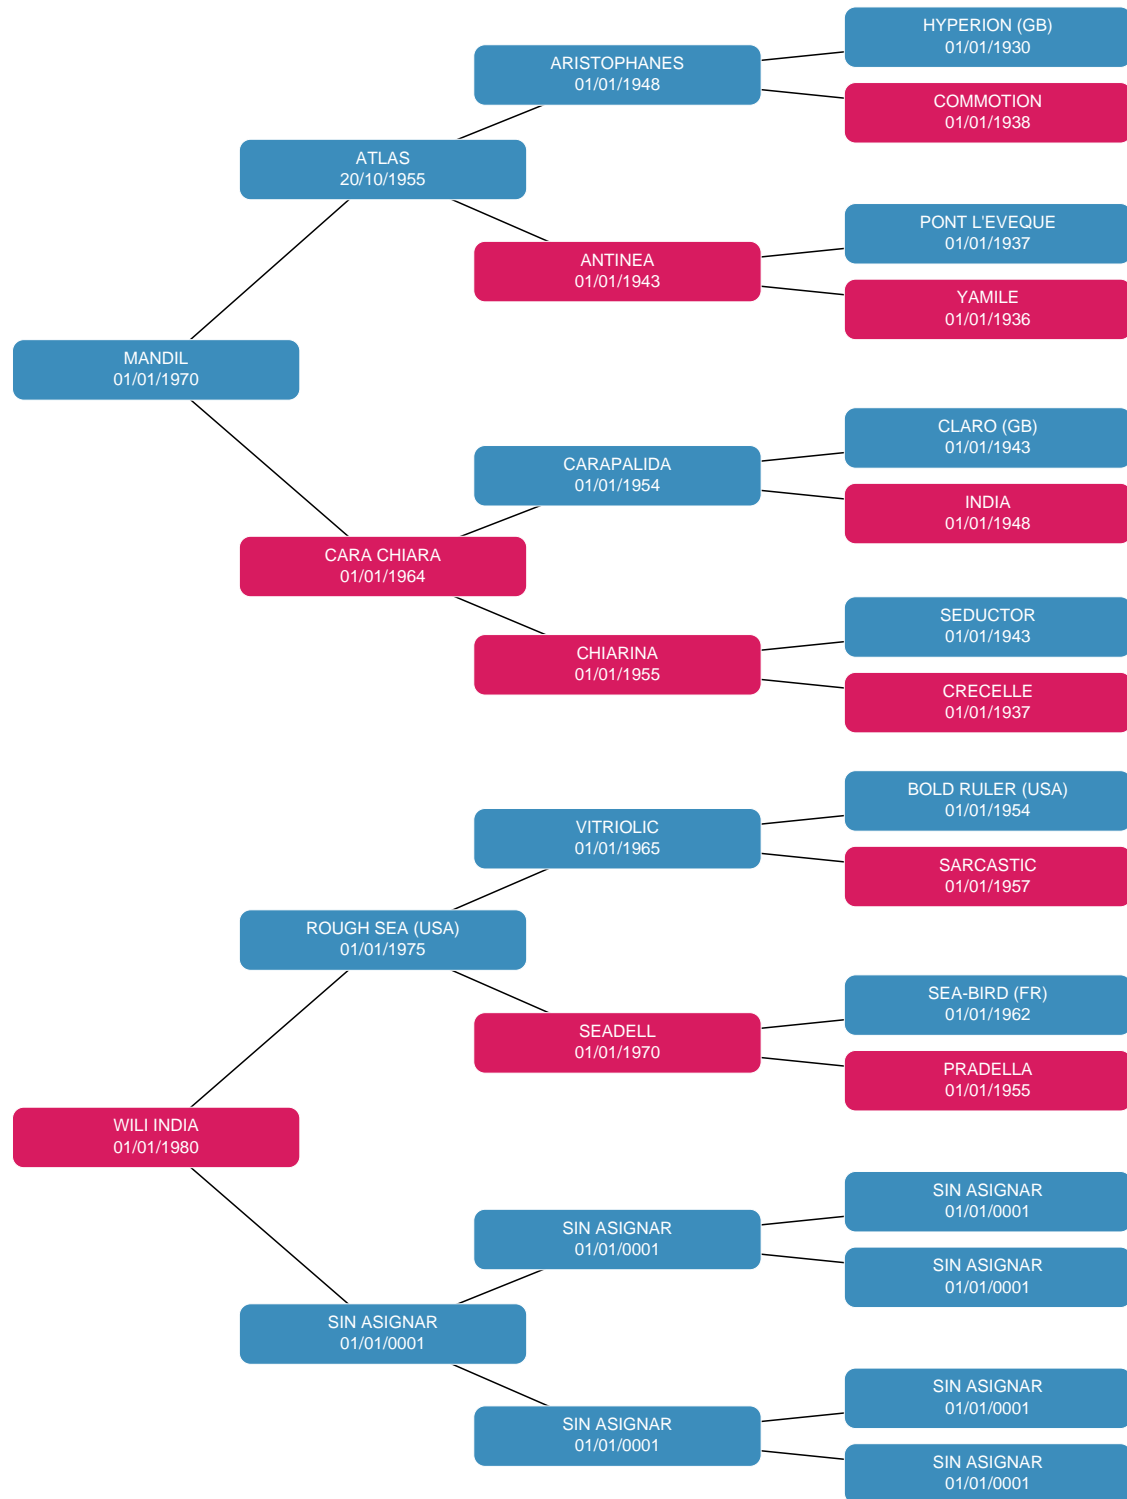 HYPERION (GB)
01/01/1930
ARISTOPHANES
01/01/1948
COMMOTION
01/01/1938
ATLAS
20/10/1955
PONT L'EVEQUE
01/01/1937
ANTINEA
01/01/1943
YAMILE
01/01/1936
MANDIL
01/01/1970
CLARO (GB)
01/01/1943
CARAPALIDA
01/01/1954
INDIA
01/01/1948
CARA CHIARA
01/01/1964
SEDUCTOR
01/01/1943
CHIARINA
01/01/1955
CRECELLE
01/01/1937
BOLD RULER (USA)
01/01/1954
VITRIOLIC
01/01/1965
SARCASTIC
01/01/1957
ROUGH SEA (USA)
01/01/1975
SEA-BIRD (FR)
01/01/1962
SEADELL
01/01/1970
PRADELLA
01/01/1955
WILI INDIA
01/01/1980
SIN ASIGNAR
01/01/0001
SIN ASIGNAR
01/01/0001
SIN ASIGNAR
01/01/0001
SIN ASIGNAR
01/01/0001
SIN ASIGNAR
01/01/0001
SIN ASIGNAR
01/01/0001
SIN ASIGNAR
01/01/0001